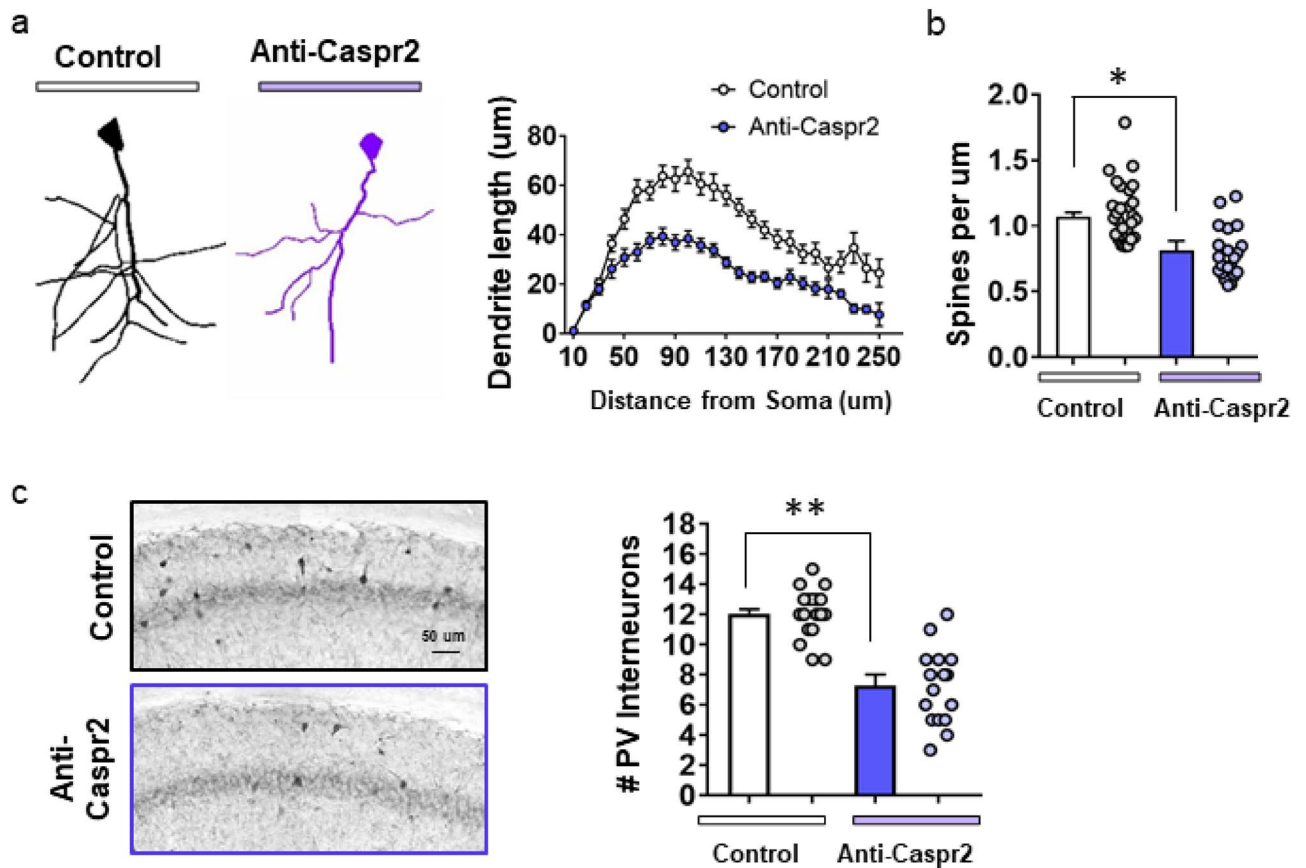 a
Control
Anti-Caspr2
Control
Anti-Caspr2
Dendrite length (um)
80
60
40
20
0
10 50 90 130 170 210 250
Distance from Soma (um)
b
*
Spines per um
2.0
1.5
1.0
0.5
0.0
Control
Anti-Caspr2
c
Control
50 um
Anti-
Caspr2
**
# PV Interneurons
18
16
14
12
10
8
6
4
2
0
Control
Anti-Caspr2